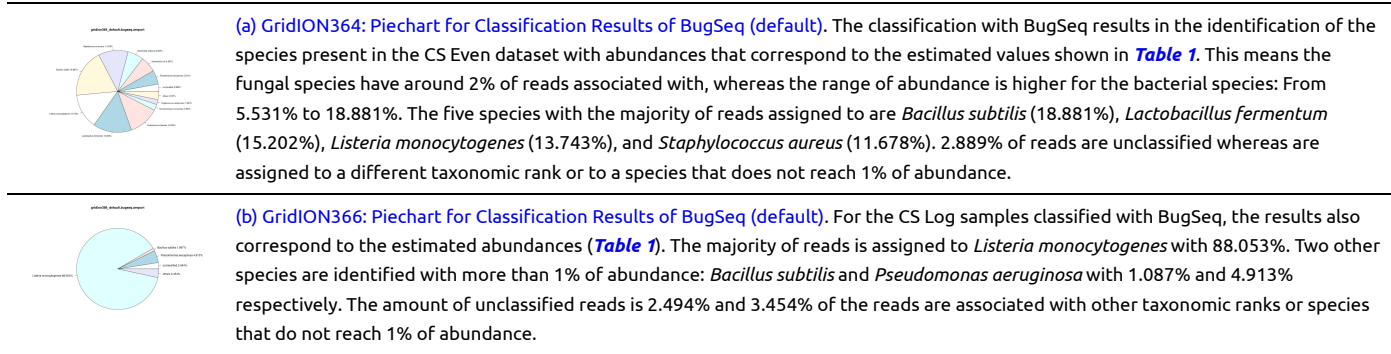 gridion364_default.bugseq.kreport
(a) GridION364: Piechart for Classification Results of BugSeq (default). The classification with BugSeq results in the identification of the
species present in the CS Even dataset with abundances that correspond to the estimated values shown in Table 1. This means the
fungal species have around 2% of reads associated with, whereas the range of abundance is higher for the bacterial species: From
5.531% to 18.881%. The five species with the majority of reads assigned to are Bacillus subtilis (18.881%), Lactobacillus fermentum
(15.202%), Listeria monocytogenes (13.743%), and Staphylococcus aureus (11.678%). 2.889% of reads are unclassified whereas are
assigned to a different taxonomic rank or to a species that does not reach 1% of abundance.
(b) GridION366: Piechart for Classification Results of BugSeq (default). For the CS Log samples classified with BugSeq, the results also
correspond to the estimated abundances (Table 1). The majority of reads is assigned to Listeria monocytogenes with 88.053%. Two other
species are identified with more than 1% of abundance: Bacillus subtilis and Pseudomonas aeruginosa with 1.087% and 4.913%
respectively. The amount of unclassified reads is 2.494% and 3.454% of the reads are associated with other taxonomic ranks or species
that do not reach 1% of abundance.